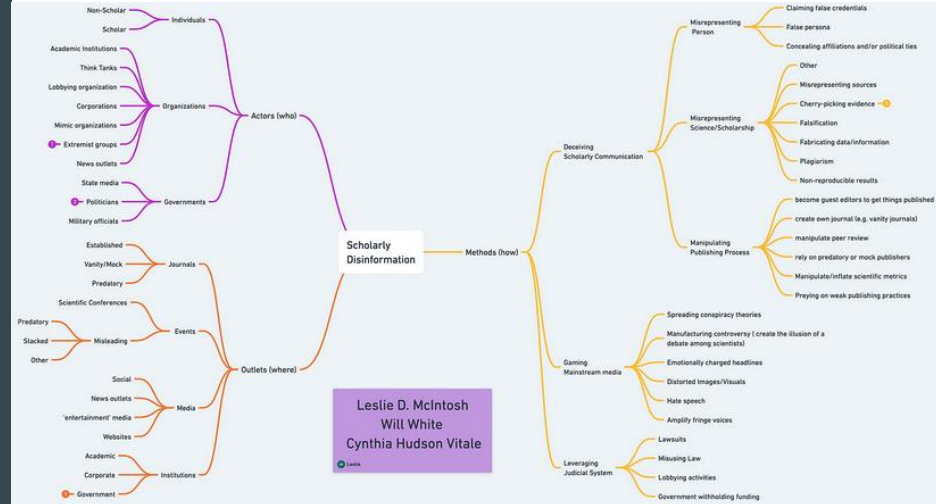 Non-Scholar
Scholar
Individuals
Academic Institutions
Think Tanks
Lobbying organization
Corporations
Mimic organizations
Extremist groups
News outlets
Organizations
State media
Politicians
Military officials
Governments
Actors (who)
Established
Vanity/Mock
Predatory
Journals
Scientific Conferences
Predatory
Stacked
Other
Misleading
Events
Social
News outlets
'entertainment' media
Websites
Media
Academic
Corporate
Government
Institutions
Outlets (where)
Scholarly
Disinformation
Leslie D. McIntosh
Will White
Cynthia Hudson Vitale
Leslie
Methods (how)
Deceiving
Scholarly Communication
Misrepresenting
Person
Claiming false credentials
False persona
Concealing affiliations and/or political ties
Misrepresenting
Science/Scholarship
Other
Misrepresenting sources
Cherry-picking evidence
Falsification
Fabricating data/information
Plagiarism
Non-reproducible results
Manipulating
Publishing Process
become guest editors to get things published
create own journal (e.g. vanity journals)
manipulate peer review
rely on predatory or mock publishers
Manipulate/inflate scientific metrics
Preying on weak publishing practices
Gaming
Mainstream media
Spreading conspiracy theories
Manufacturing controversy ( create the illusion of a
debate among scientists)
Emotionally charged headlines
Distorted Images/Visuals
Hate speech
Amplify fringe voices
Leveraging
Judicial System
Lawsuits
Misusing Law
Lobbying activities
Government withholding funding